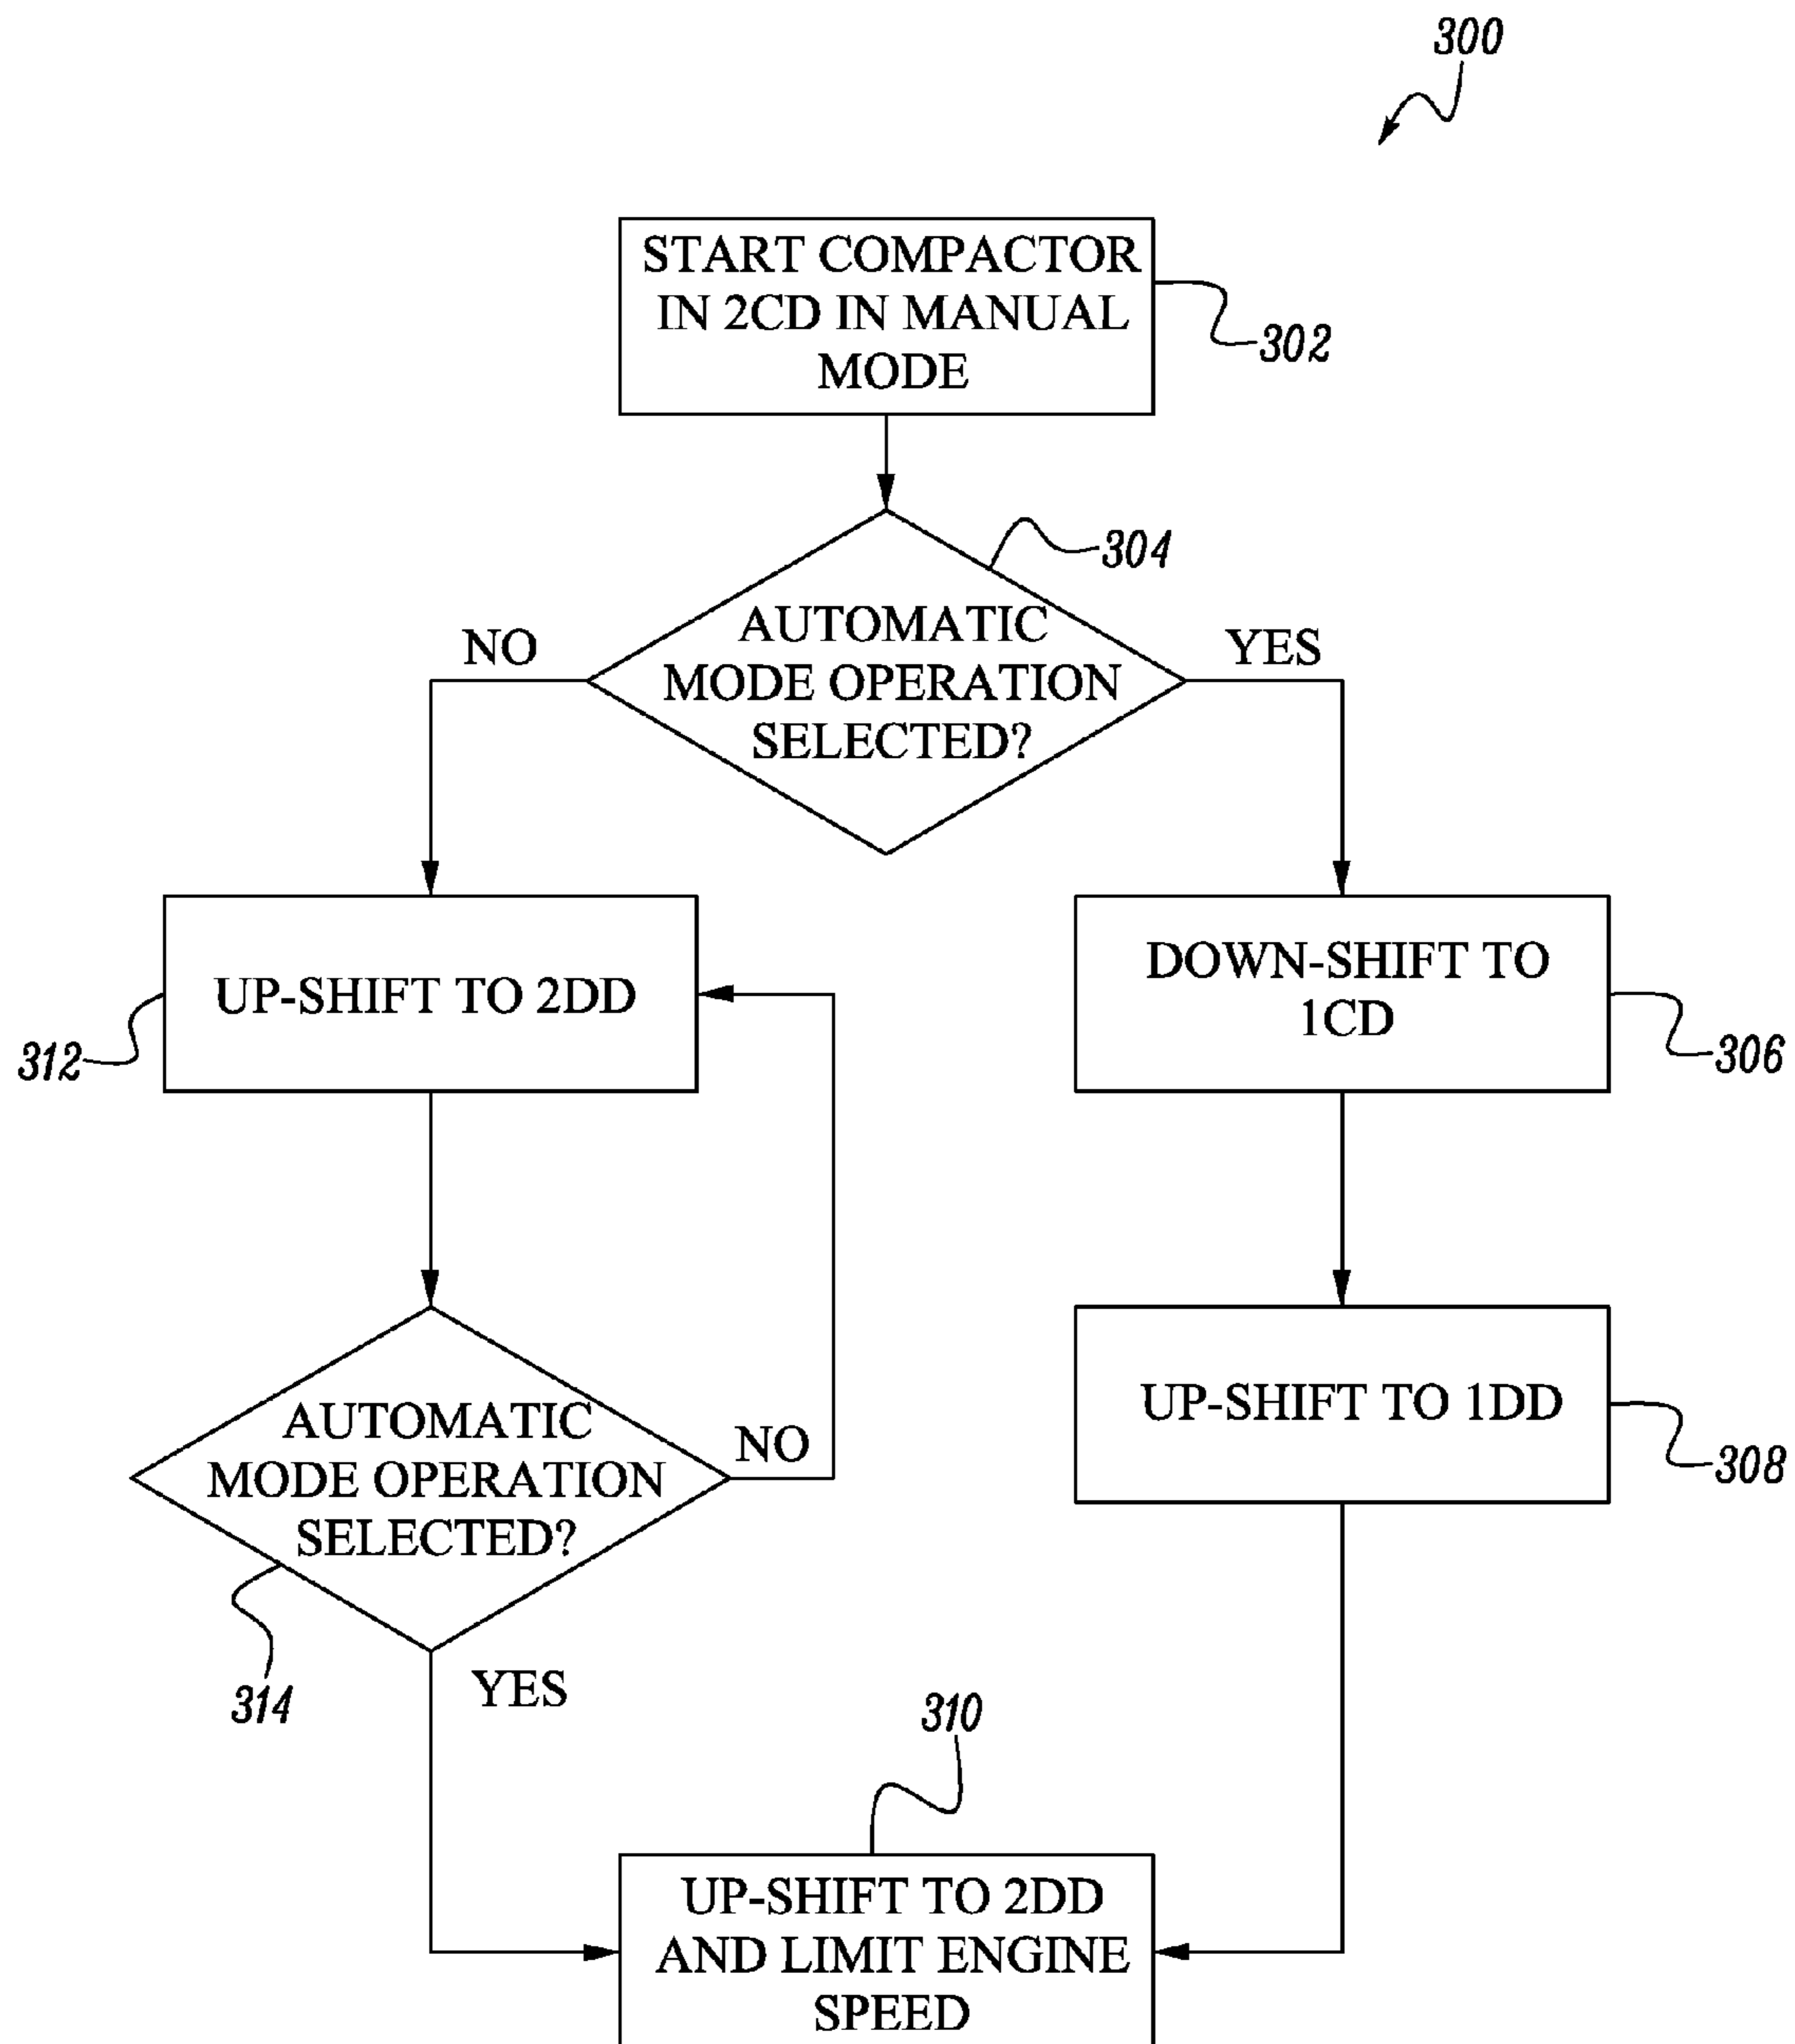 300
START COMPACTOR
IN 2CD IN MANUAL
MODE
302
304
AUTOMATIC
MODE OPERATION
SELECTED?
NO
YES
UP-SHIFT TO 2DD
312
DOWN-SHIFT TO
1CD
306
AUTOMATIC
MODE OPERATION
SELECTED?
NO
YES
314
UP-SHIFT TO 1DD
308
310
UP-SHIFT TO 2DD
AND LIMIT ENGINE
SPEED